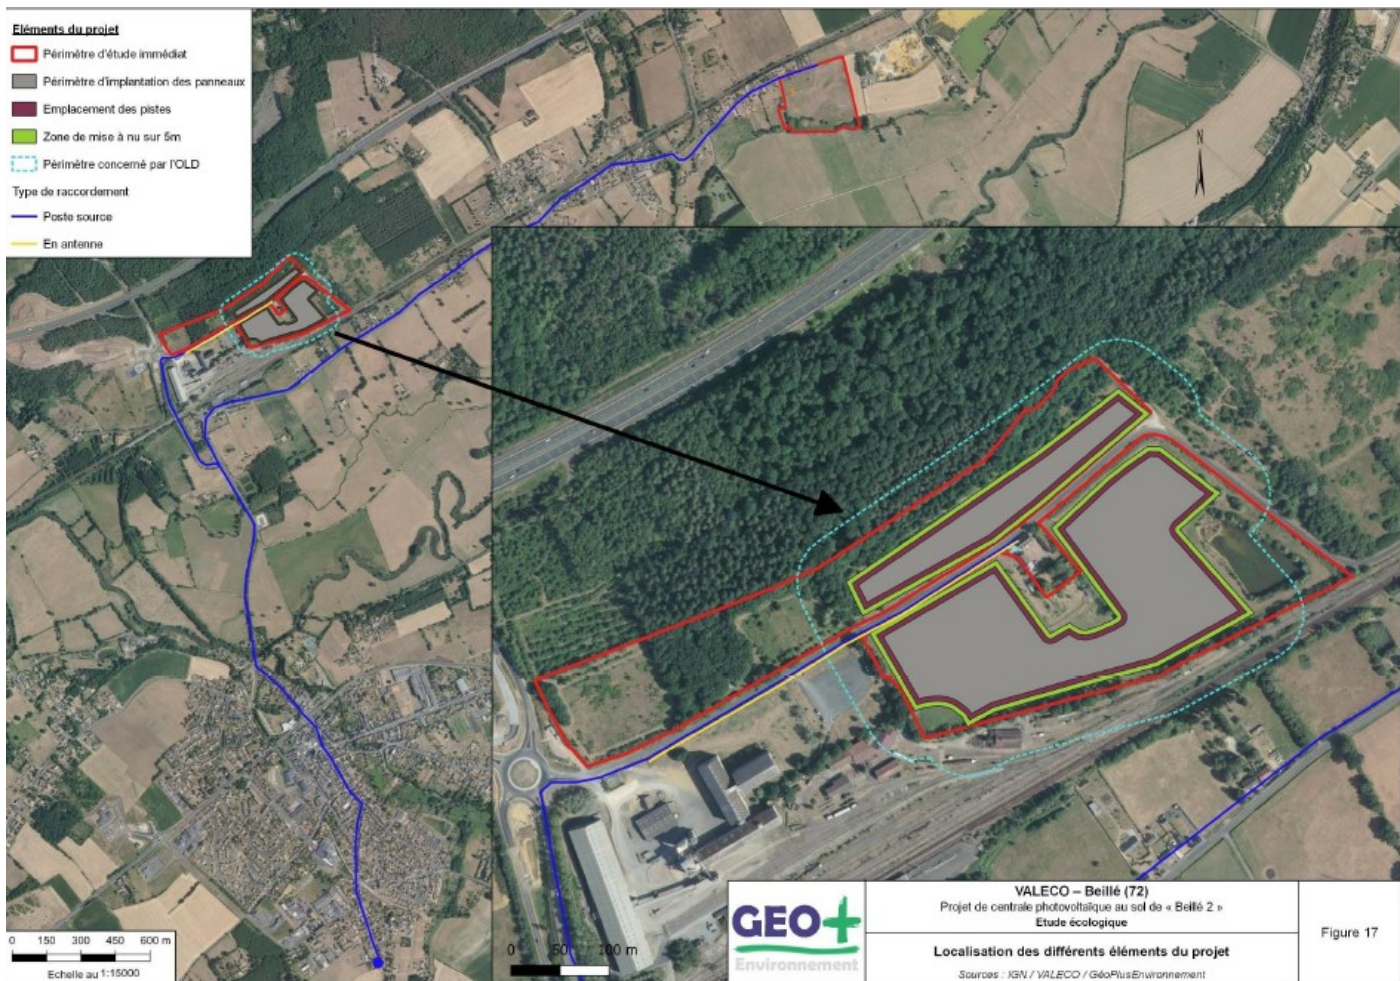 Eléments du projet
Périmètre d'étude immédiat
Périmètre d'implantation des panneaux
Emplacement des pistes
Zone de mise à nu sur 5m
Périmètre concerné par l'OLD
Type de raccordement
Poste source
En antenne
N
0 150 300 450 600 m
Echelle au 1:15000
0 50 100 m
GEO+
Environnement
VALECO – Beillé (72)
Projet de centrale photovoltaïque au sol de « Beillé 2 »
Etude écologique
Localisation des différents éléments du projet
Sources : IGN / VALECO / GéoPlusEnvironnement
Figure 17